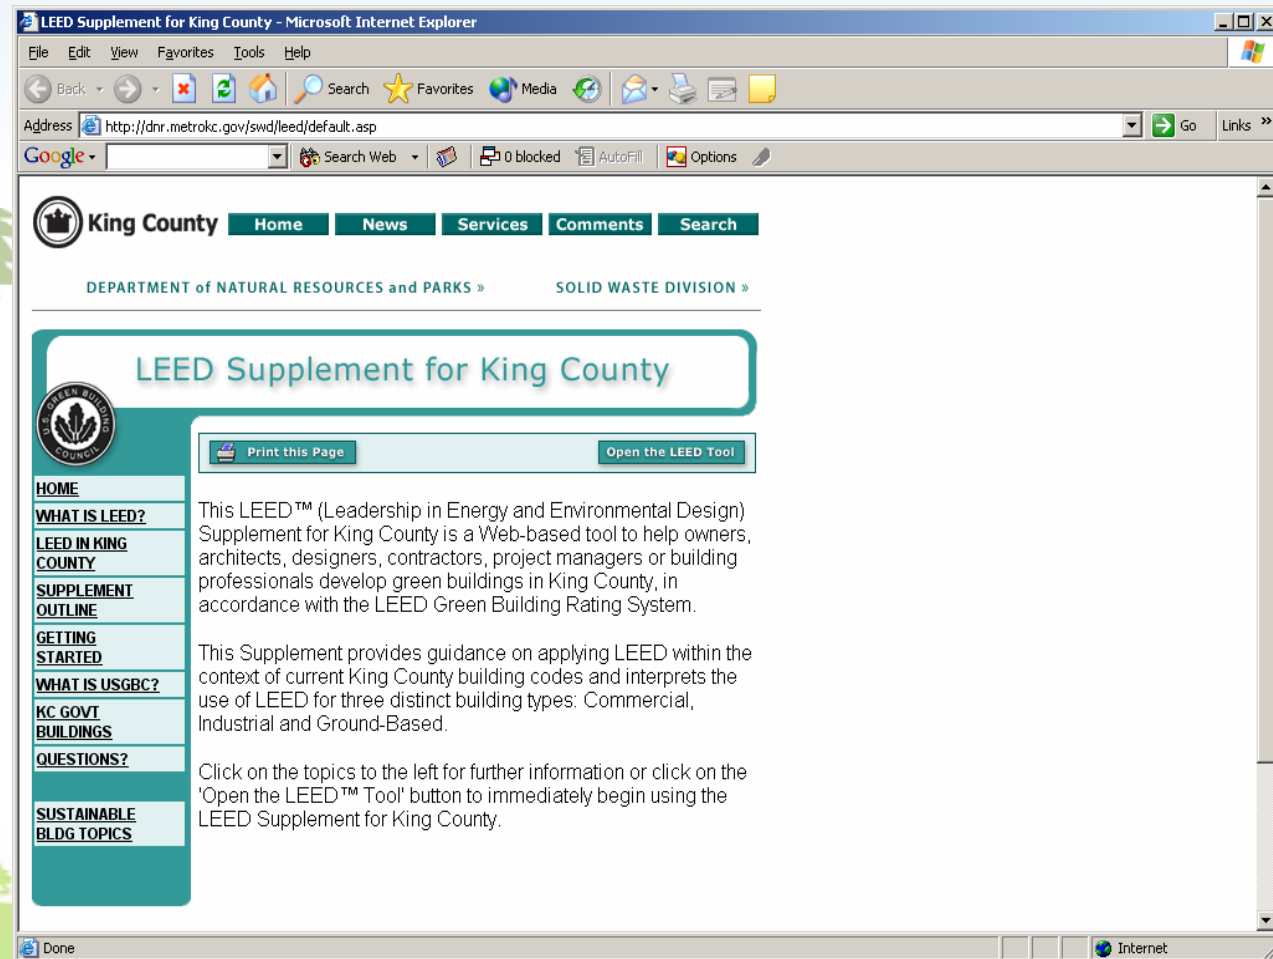 LEED Supplement for King County - Microsoft Internet Explorer
File Edit View Favorites Tools Help
Back Search Favorites Media
Address http://dnr.metrokc.gov/swd/leed/default.asp Go Links »
Google Search Web 0 blocked AutoFill Options
King County Home News Services Comments Search
DEPARTMENT of NATURAL RESOURCES and PARKS » SOLID WASTE DIVISION »
LEED Supplement for King County
U.S. GREEN BUILDING COUNCIL
Print this Page Open the LEED Tool
HOME
WHAT IS LEED?
LEED IN KING
COUNTY
SUPPLEMENT
OUTLINE
GETTING
STARTED
WHAT IS USGBC?
KC GOVT
BUILDINGS
QUESTIONS?
SUSTAINABLE
BLDG TOPICS
This LEED™ (Leadership in Energy and Environmental Design)
Supplement for King County is a Web-based tool to help owners,
architects, designers, contractors, project managers or building
professionals develop green buildings in King County, in
accordance with the LEED Green Building Rating System.
This Supplement provides guidance on applying LEED within the
context of current King County building codes and interprets the
use of LEED for three distinct building types: Commercial,
Industrial and Ground-Based.
Click on the topics to the left for further information or click on the
'Open the LEED™ Tool' button to immediately begin using the
LEED Supplement for King County.
Done Internet